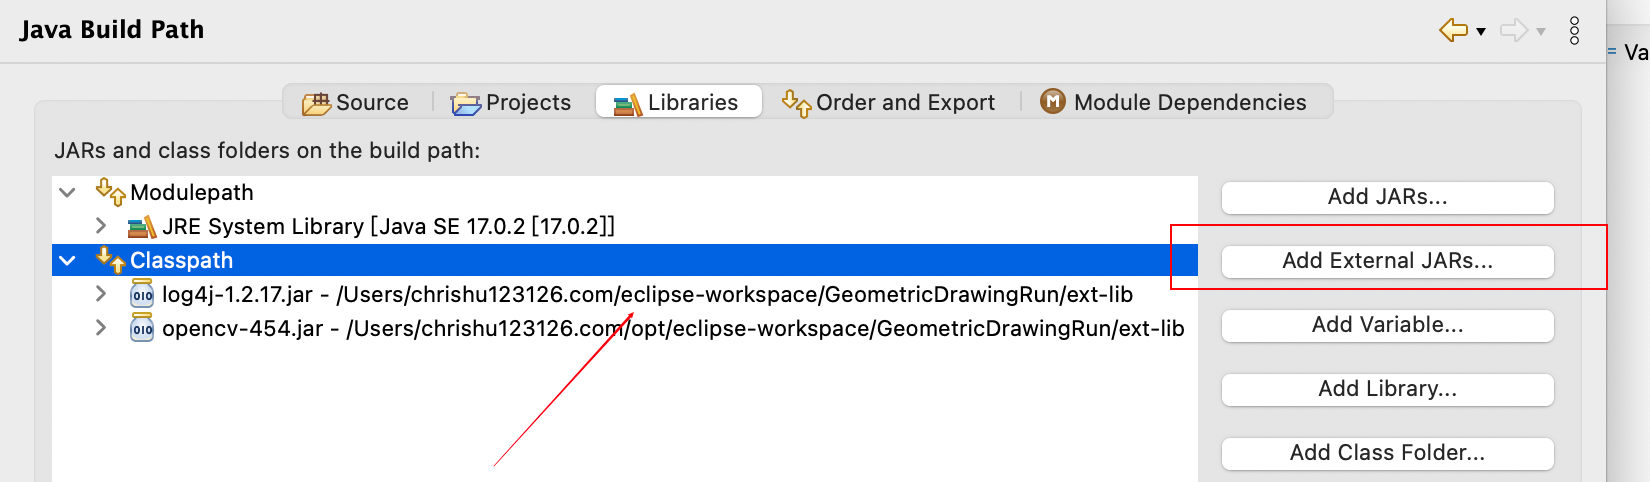 Java Build Path
= Va
Source Projects Libraries Order and Export M Module Dependencies
JARs and class folders on the build path:
Modulepath
Add JARs...
JRE System Library [Java SE 17.0.2 [17.0.2]]
Classpath
Add External JARs...
010 log4j-1.2.17.jar - /Users/chrishu123126.com/eclipse-workspace/GeometricDrawingRun/ext-lib
010 opencv-454.jar - /Users/chrishu123126.com/opt/eclipse-workspace/GeometricDrawingRun/ext-lib
Add Variable...
Add Library...
Add Class Folder...